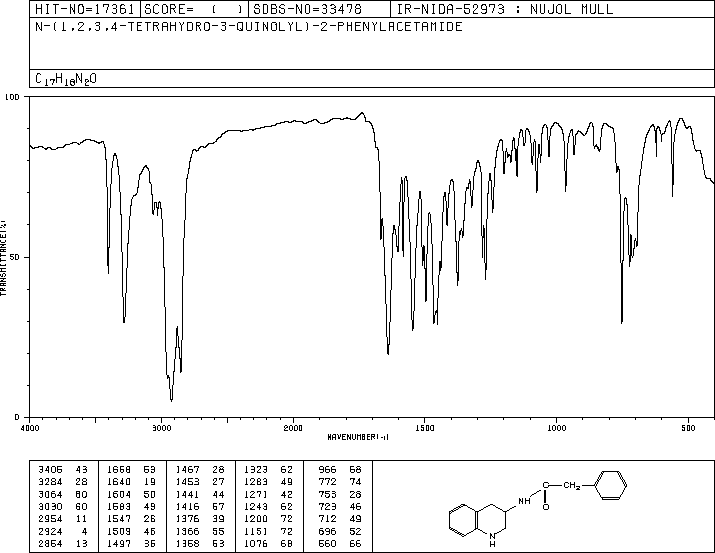 HIT-NO=17361 SCORE= ( ) SDBS-NO=33478 IR-NIDA-52973 : NUJOL MULL
N-(1,2,3,4-TETRAHYDRO-3-QUINOLYL)-2-PHENYLACETAMIDE
C17H18N2O
100
50
0
TRANSMITTANCE(%)
4000 3000 2000 1500 1000 500
WAVENUMBER(-1)
3405 43 1668 53 1467 28 1323 62 966 68
3284 28 1640 19 1453 27 1283 49 772 74
3064 60 1604 50 1441 44 1271 42 753 28
3030 60 1583 49 1416 57 1243 62 723 46
2954 11 1547 26 1376 39 1200 72 712 49
2924 4 1509 46 1366 55 1151 72 696 52
2854 13 1497 35 1358 53 1076 68 560 66
NH
C
CH2
O
N
H